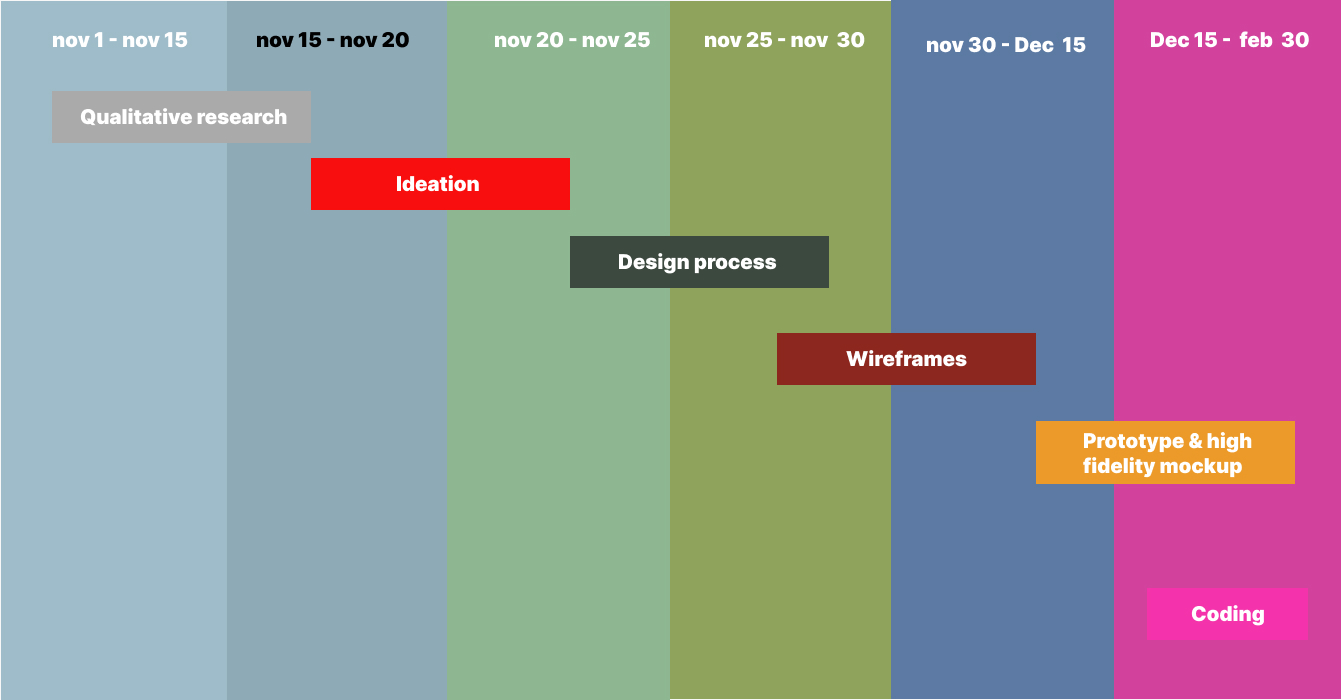 nov 1 - nov 15
nov 15 - nov 20
nov 20 - nov 25
nov 25 - nov 30
nov 30 - Dec 15
Dec 15 - feb 30
Qualitative research
Ideation
Design process
Wireframes
Prototype & high
fidelity mockup
Coding